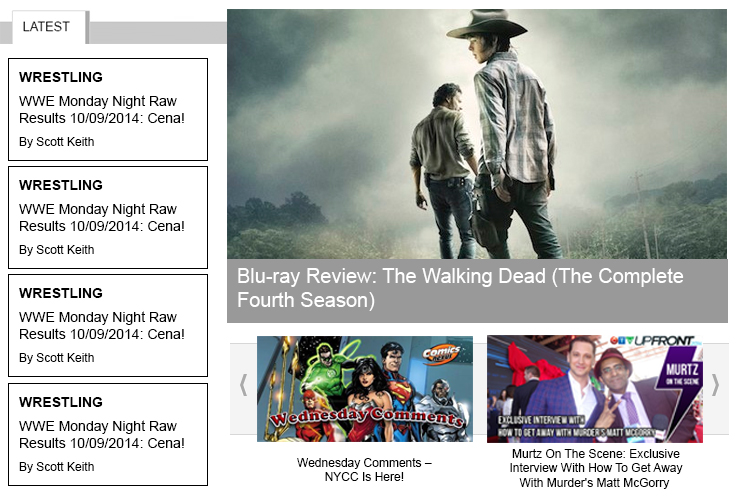 LATEST
WRESTLING
WWE Monday Night Raw
Results 10/09/2014: Cena!
By Scott Keith
WRESTLING
WWE Monday Night Raw
Results 10/09/2014: Cena!
By Scott Keith
WRESTLING
WWE Monday Night Raw
Results 10/09/2014: Cena!
By Scott Keith
WRESTLING
WWE Monday Night Raw
Results 10/09/2014: Cena!
By Scott Keith
Blu-ray Review: The Walking Dead (The Complete
Fourth Season)
Comics
Wednesday Comments
Wednesday Comments –
NYCC Is Here!
UPFRONT
MURTZ
ON THE SCENE
EXCLUSIVE INTERVIEW WITH
HOW TO GET AWAY WITH MURDER'S MATT MCGORRY
Murtz On The Scene: Exclusive
Interview With How To Get Away
With Murder's Matt McGorry